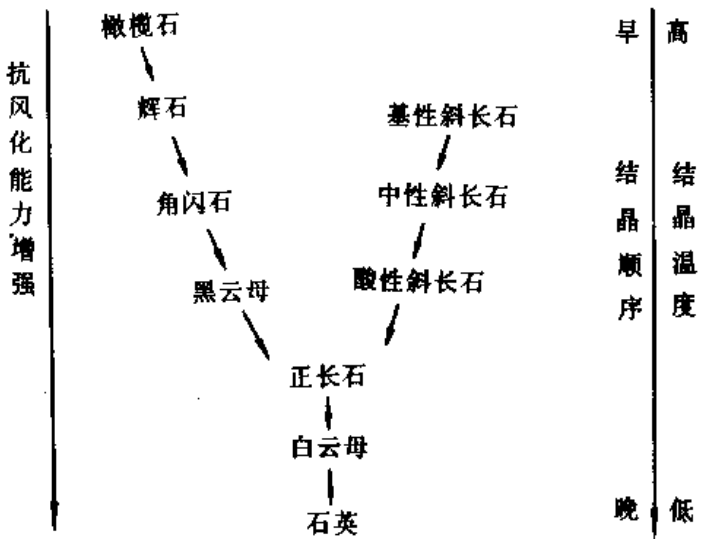 橄榄石
早
高
抗风化能力增强
辉石
基性斜长石
角闪石
中性斜长石
结晶顺序
结晶温度
黑云母
酸性斜长石
正长石
白云母
石英
晚
低